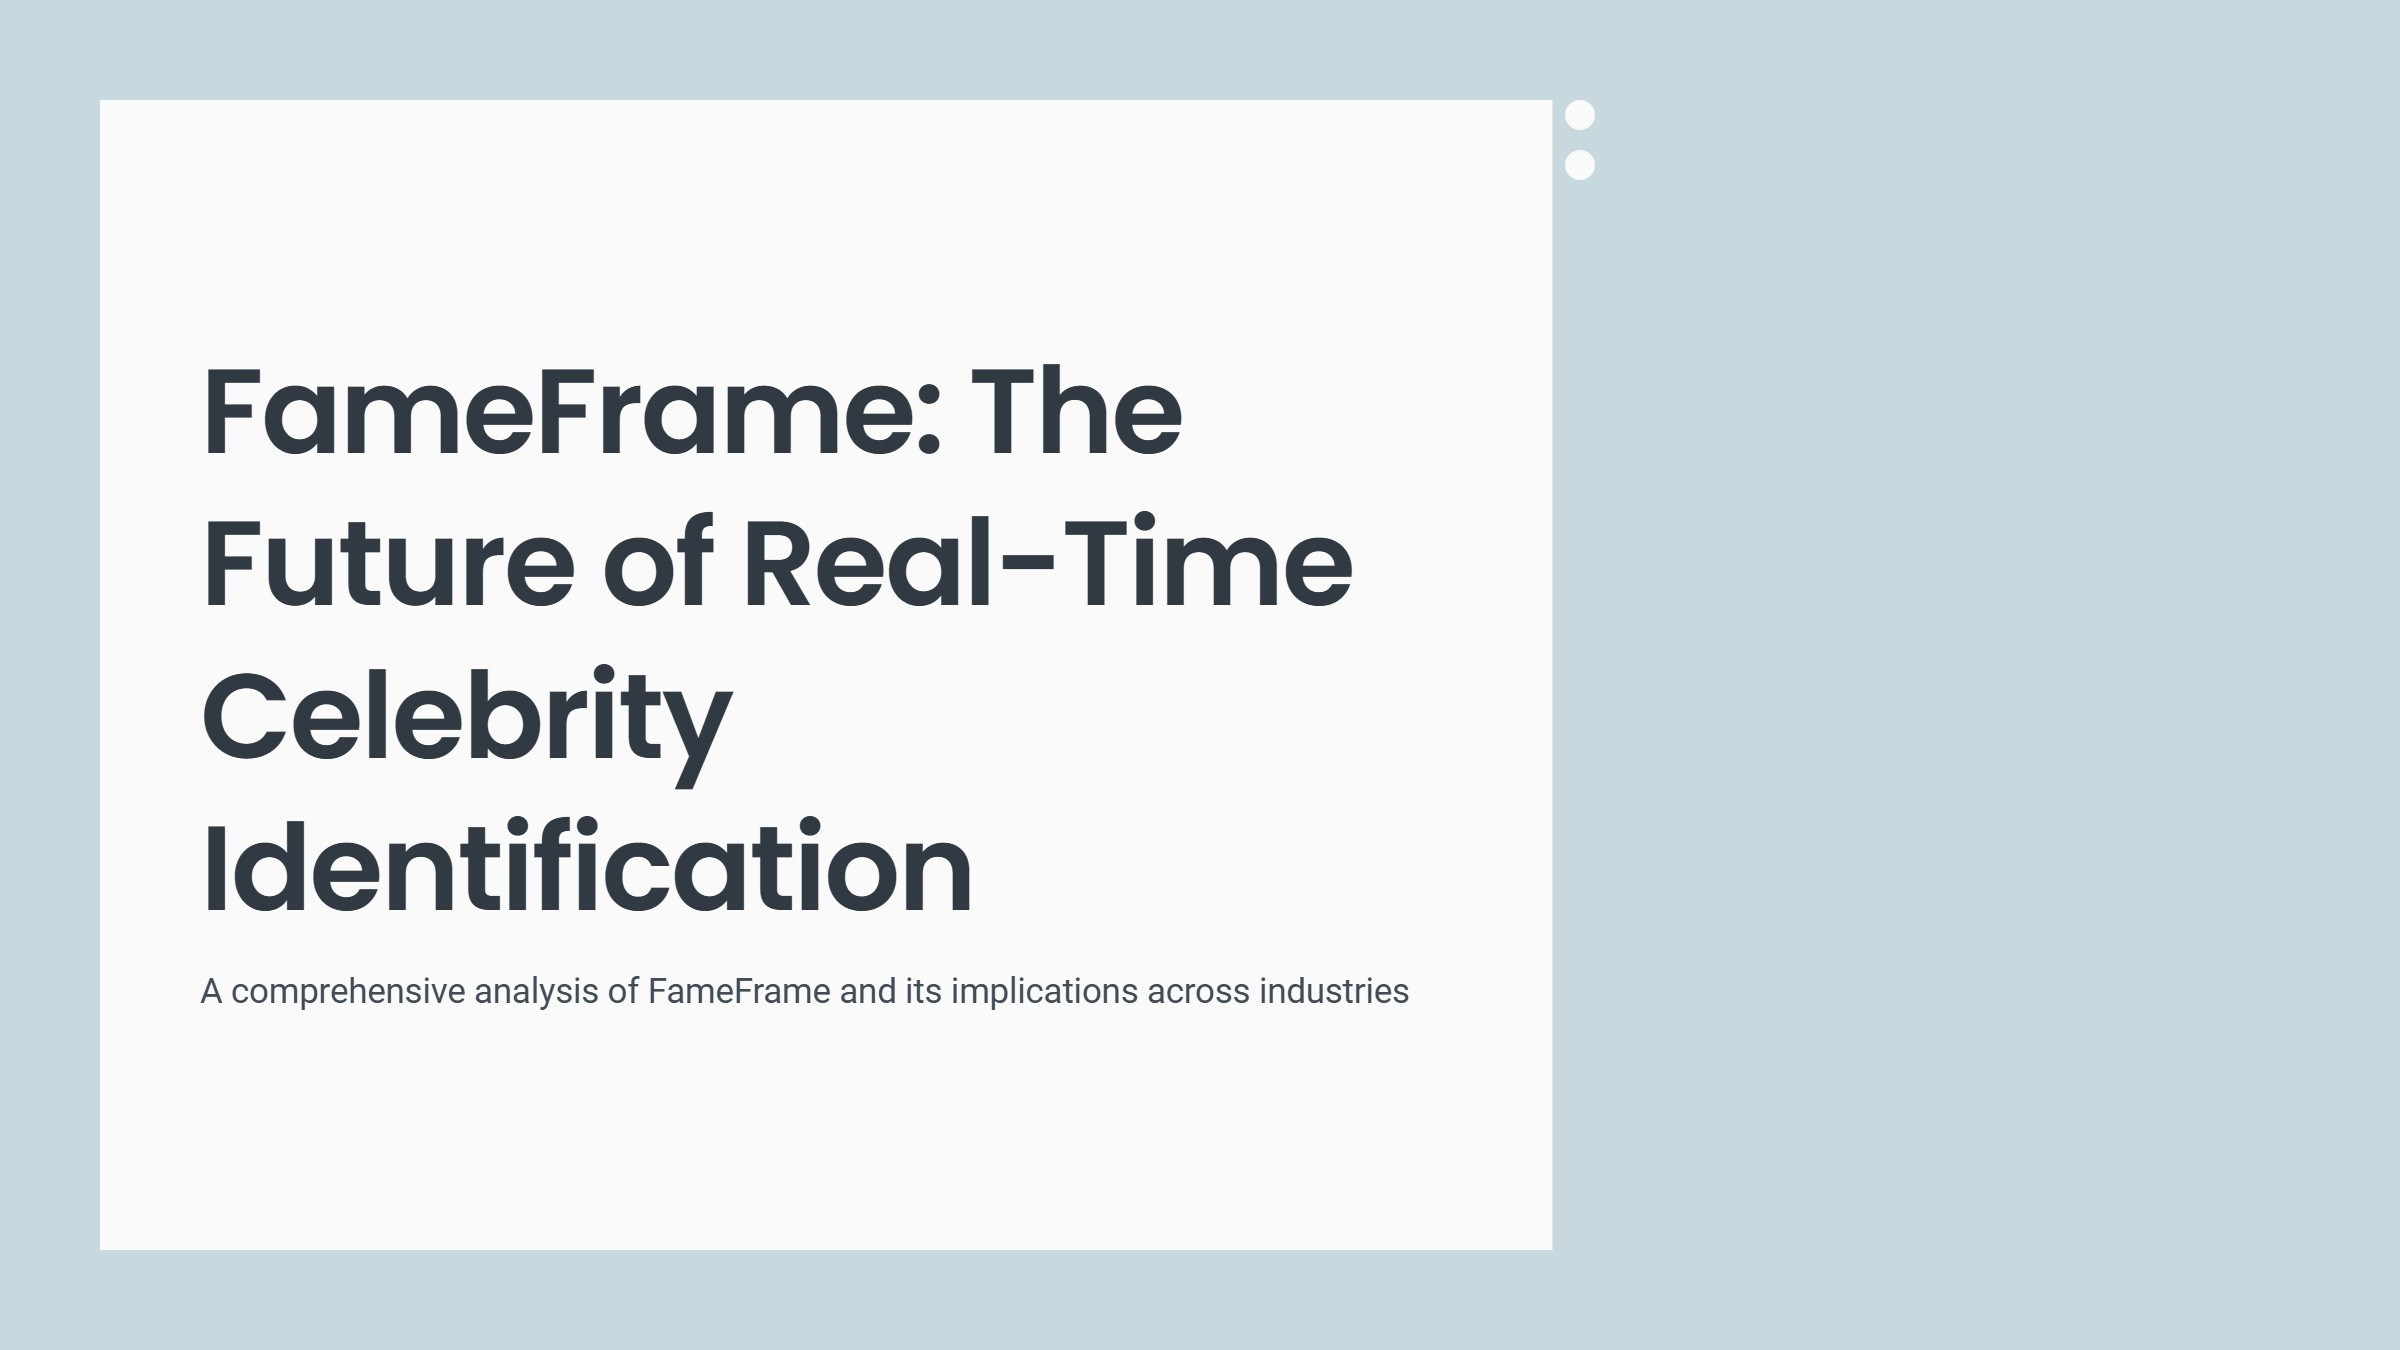 FameFrame: The
Future of Real-Time
Celebrity
Identification
A comprehensive analysis of FameFrame and its implications across industries